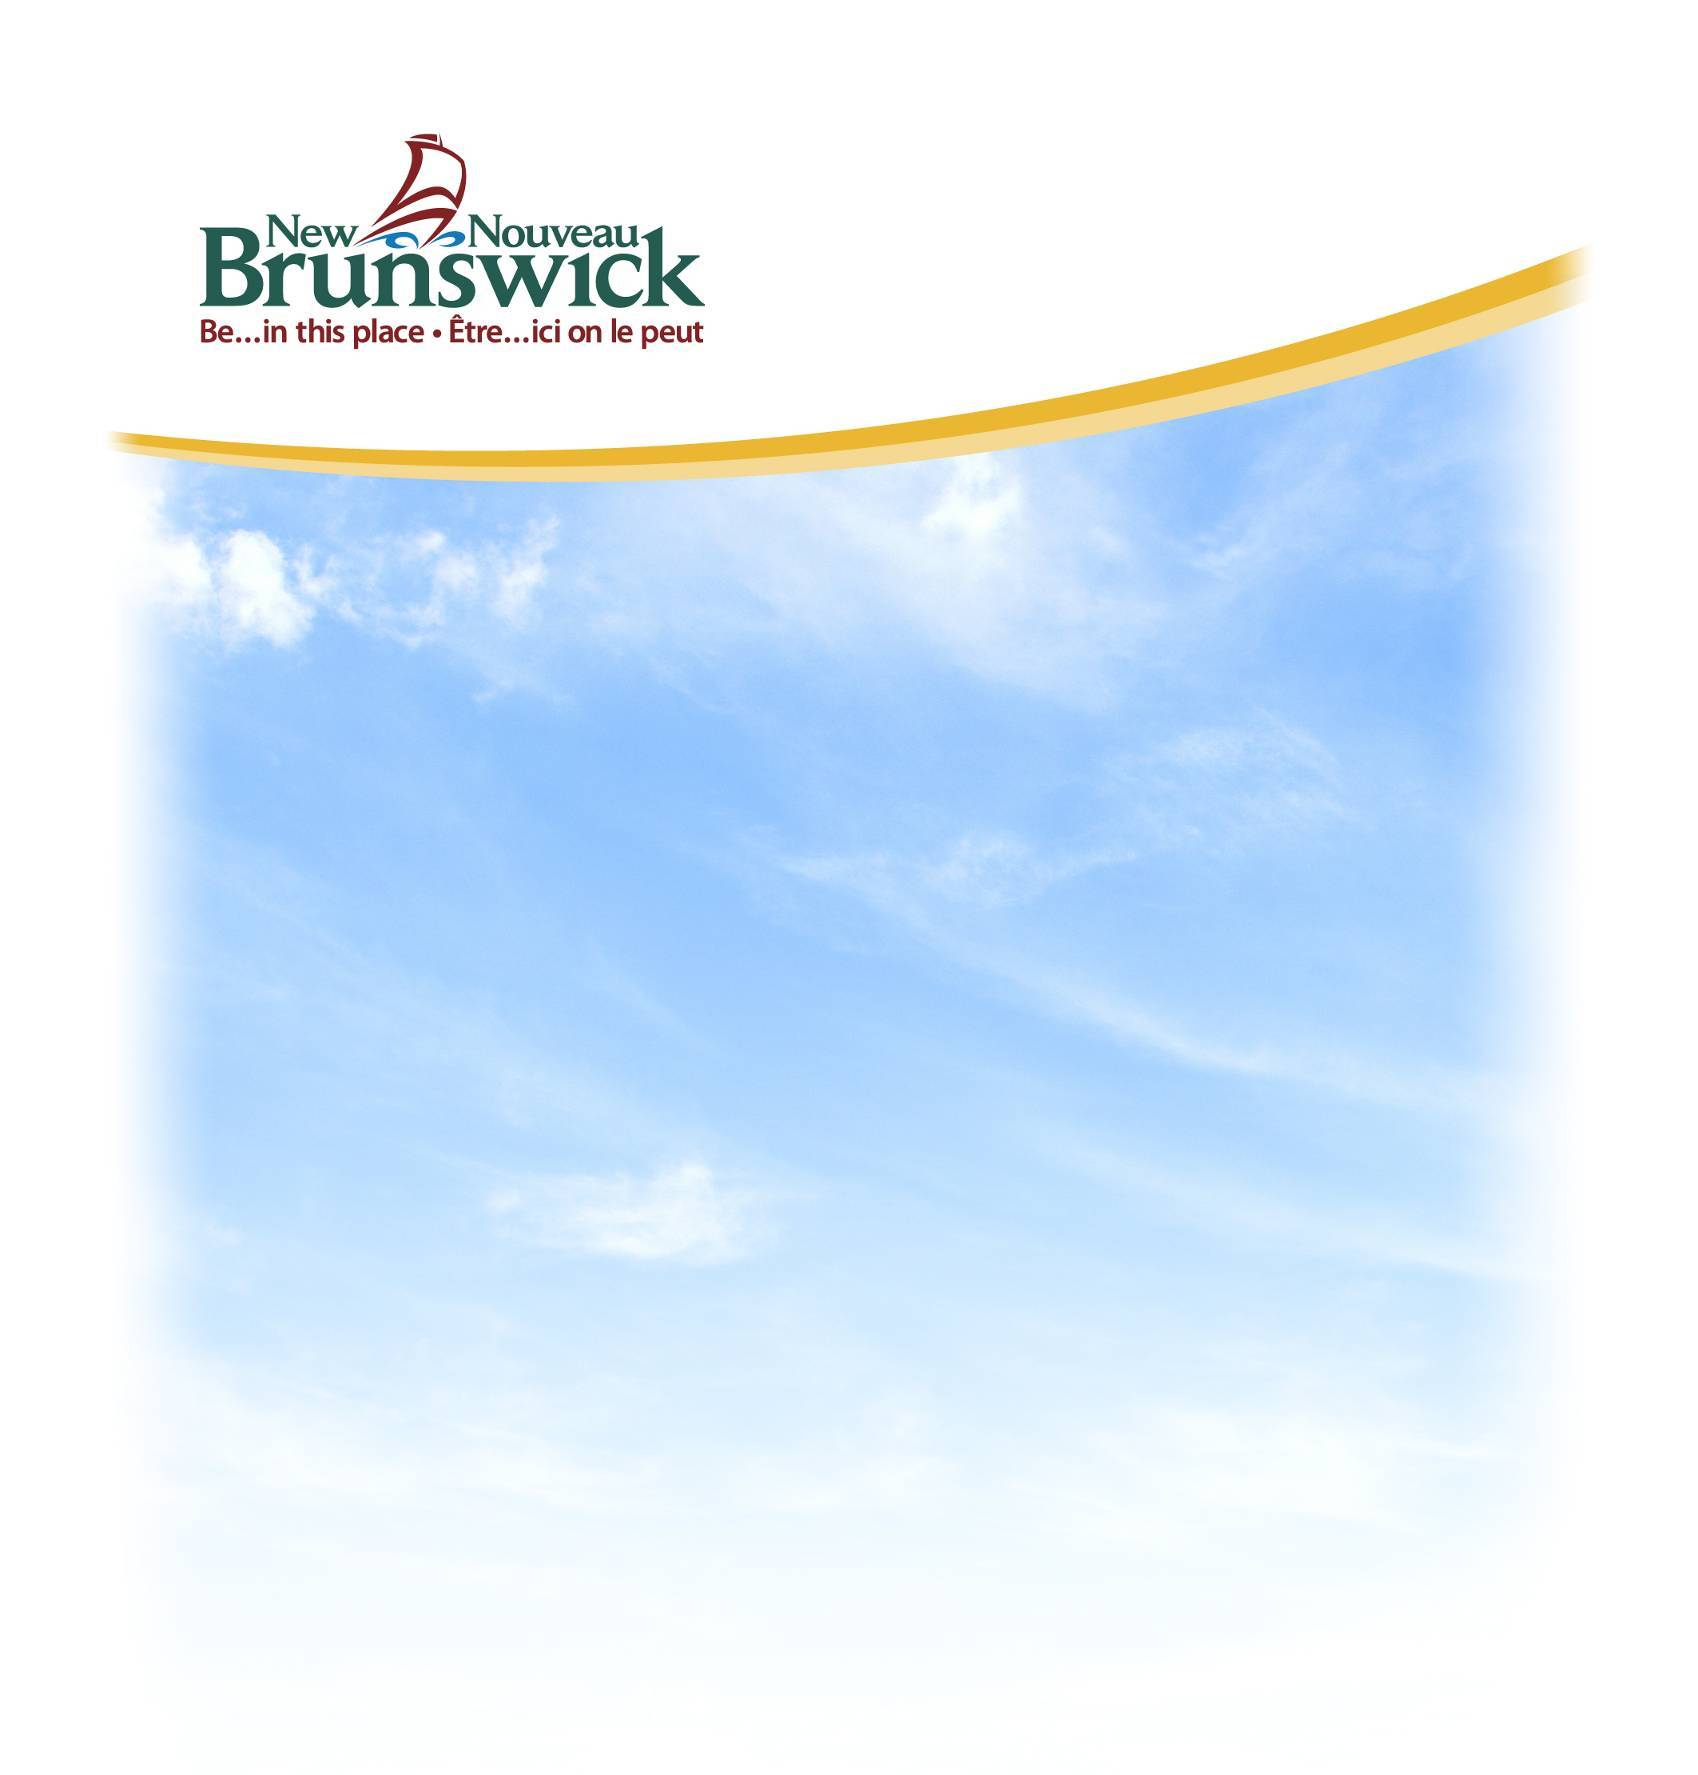 New Nouveau
Brunswick
Be...in this place • Être...ici on le peut